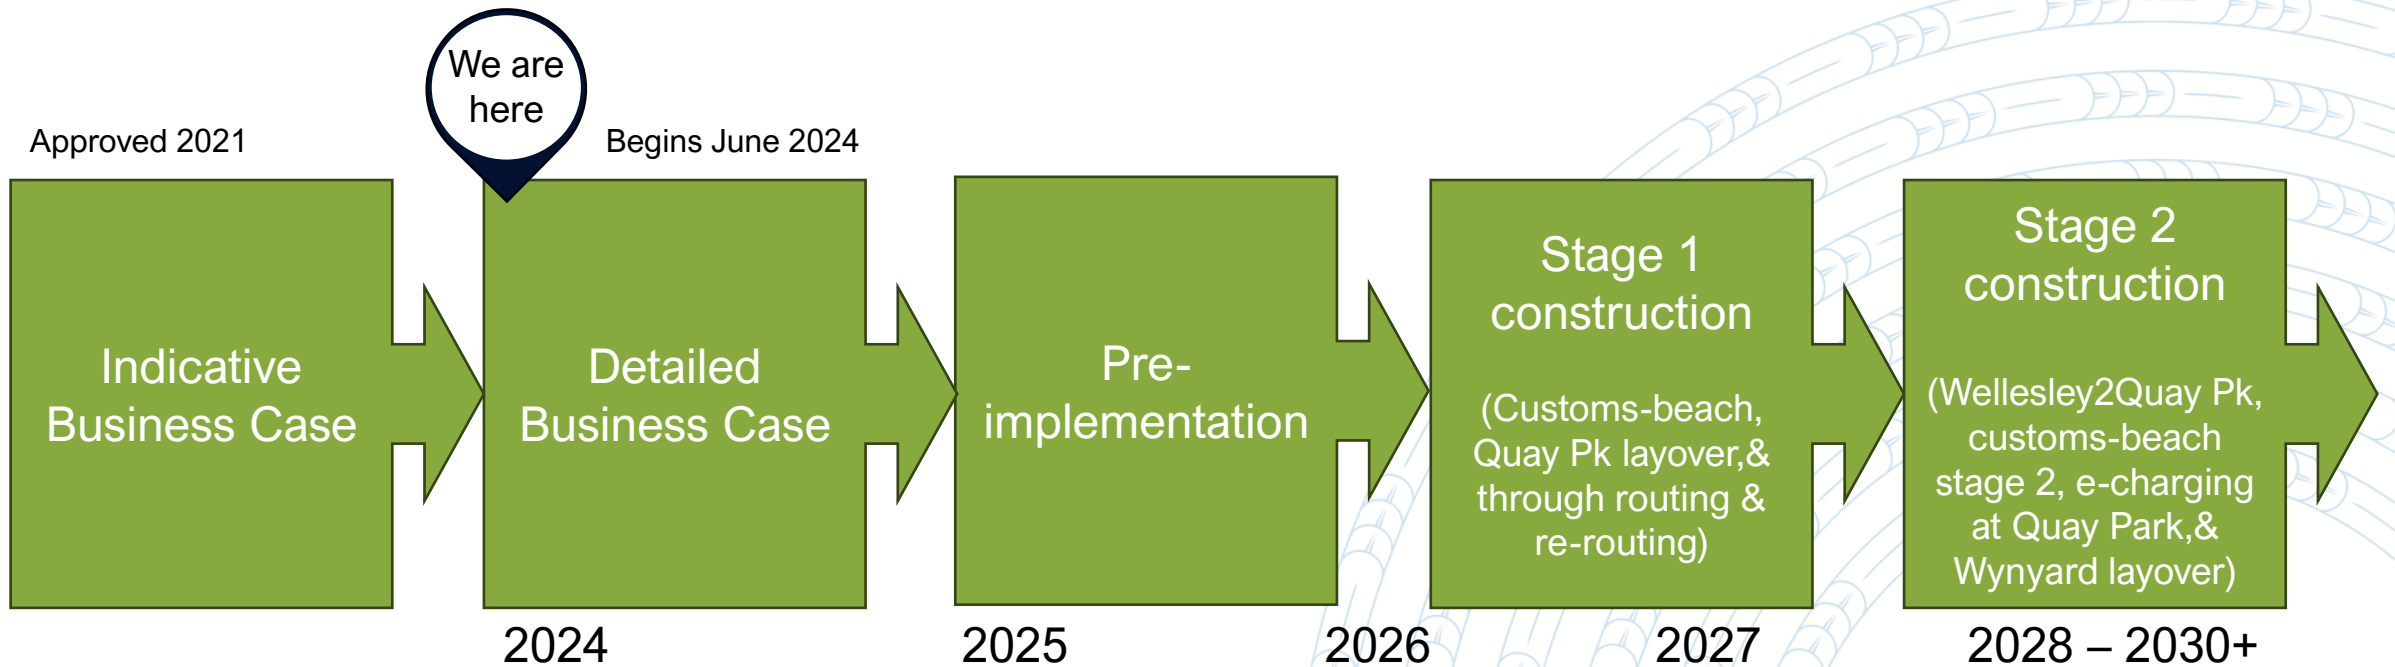 We are
here
Approved 2021
Begins June 2024
Indicative
Business Case
Detailed
Business Case
Pre-
implementation
Stage 1
construction
(Customs-beach,
Quay Pk layover,&
through routing &
re-routing)
Stage 2
construction
(Wellesley2Quay Pk,
customs-beach
stage 2, e-charging
at Quay Park,&
Wynyard layover)
2024
2025
2026
2027
2028 – 2030+